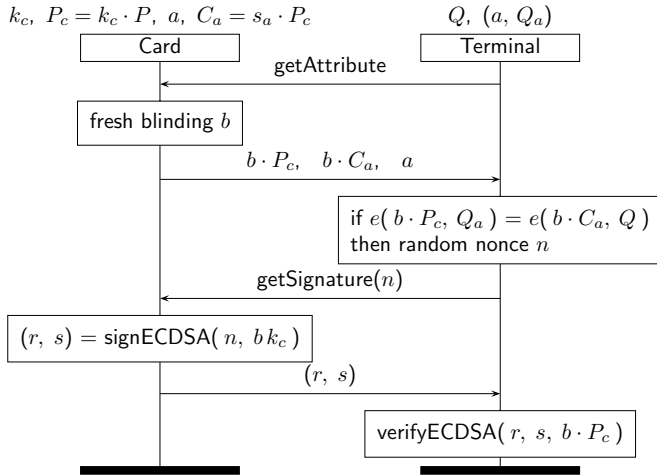 k_c, P_c = k_c · P, a, C_a = s_a · P_c
Q, (a, Q_a)
Card
Terminal
getAttribute
fresh blinding b
b · P_c, b · C_a, a
if e( b · P_c, Q_a ) = e( b · C_a, Q)
then random nonce n
getSignature(n)
(r, s) = signECDSA( n, b k_c )
(r, s)
verifyECDSA( r, s, b · P_c )